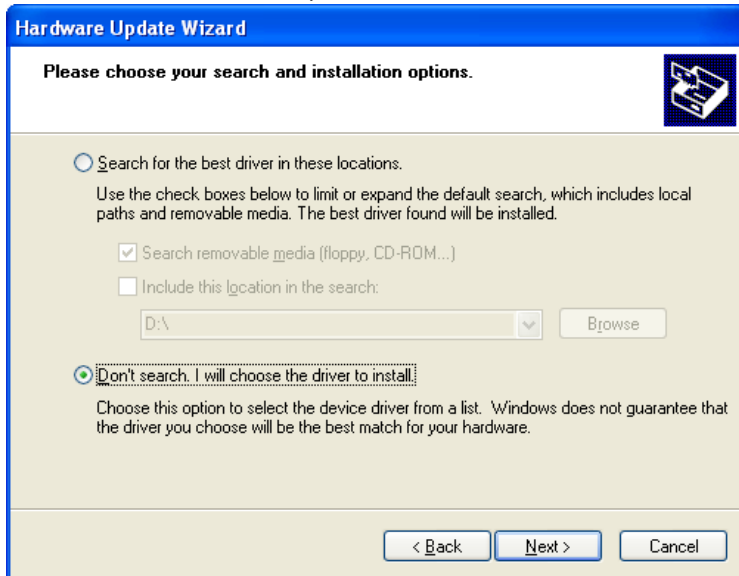 Hardware Update Wizard
Please choose your search and installation options.
Search for the best driver in these locations.
Use the check boxes below to limit or expand the default search, which includes local
paths and removable media. The best driver found will be installed.
Search removable media (floppy, CD-ROM...)
Include this location in the search:
D:\
Browse
Don't search. I will choose the driver to install.
Choose this option to select the device driver from a list. Windows does not guarantee that
the driver you choose will be the best match for your hardware.
< Back Next > Cancel